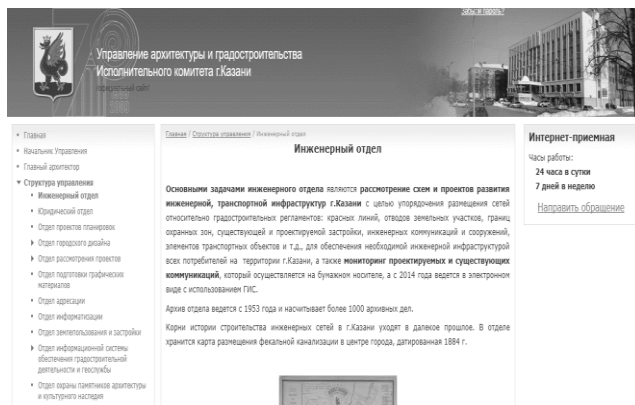 Забыли пароль?
Управление архитектуры и градостроительства
Исполнительного комитета г.Казани
официальный сайт
Главная
Начальник Управления
Главный архитектор
Структура управления
Инженерный отдел
Юридический отдел
Отдел проектов планировок
Отдел городского дизайна
Отдел рассмотрения проектов
Отдел подготовки графических
материалов
Отдел адресации
Отдел информатизации
Отдел землепользования и застройки
Отдел информационной системы
обеспечения градостроительной
деятельности и геослужбы
Отдел охраны памятников архитектуры
и культурного наследия
Главная / Структура управления / Инженерный отдел
Инженерный отдел
Основными задачами инженерного отдела являются рассмотрение схем и проектов развития
инженерной, транспортной инфраструктур г.Казани с целью упорядочения размещения сетей
относительно градостроительных регламентов: красных линий, отводов земельных участков, границ
охранных зон, существующей и проектируемой застройки, инженерных коммуникаций и сооружений,
элементов транспортных объектов и т.д., для обеспечения необходимой инженерной инфраструктурой
всех потребителей на территории г.Казани, а также мониторинг проектируемых и существующих
коммуникаций, который осуществляется на бумажном носителе, а с 2014 года ведется в электронном
виде с использованием ГИС.
Архив отдела ведется с 1953 года и насчитывает более 1000 архивных дел.
Корни истории строительства инженерных сетей в г.Казани уходят в далекое прошлое. В отделе
хранится карта размещения фекальной канализации в центре города, датированная 1884 г.
Интернет-приемная
Часы работы:
24 часа в сутки
7 дней в неделю
Направить обращение